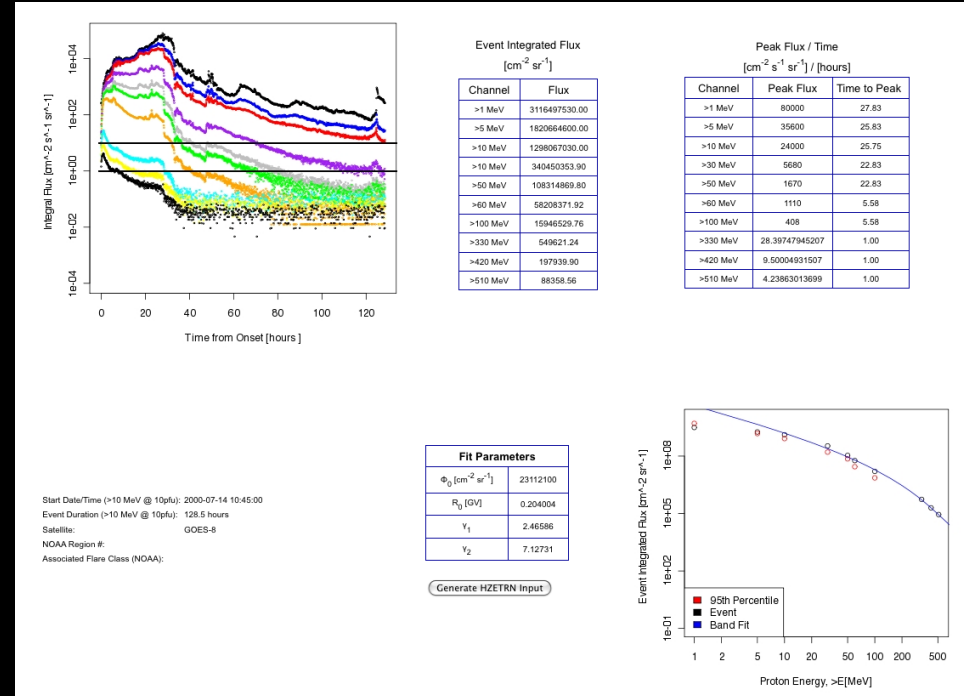 1e-04 1e-02 1e+00 1e+02 1e+04
Integral Flux [cm^-2 s^-1 sr^-1]
0 20 40 60 80 100 120
Time from Onset [hours ]
Event Integrated Flux
[cm-2 sr-1]
Channel Flux
>1 MeV 3116497530.00
>5 MeV 1820664600.00
>10 MeV 1298067030.00
>10 MeV 340450353.90
>50 MeV 108314869.80
>60 MeV 58208371.92
>100 MeV 15946529.76
>330 MeV 549621.24
>420 MeV 197939.90
>510 MeV 88358.56
Peak Flux / Time
[cm-2 s-1 sr-1] / [hours]
Channel Peak Flux Time to Peak
>1 MeV 80000 27.83
>5 MeV 35600 25.83
>10 MeV 24000 25.75
>30 MeV 5680 22.83
>50 MeV 1670 22.83
>60 MeV 1110 5.58
>100 MeV 408 5.58
>330 MeV 28.39747945207 1.00
>420 MeV 9.50004931507 1.00
>510 MeV 4.23863013699 1.00
Start Date/Time (>10 MeV @ 10pfu): 2000-07-14 10:45:00
Event Duration (>10 MeV @ 10pfu): 128.5 hours
Satellite: GOES-8
NOAA Region #:
Associated Flare Class (NOAA):
Fit Parameters
Φ0 [cm-2 sr-1] 23112100
R0 [GV] 0.204004
γ1 2.46586
γ2 7.12731
Generate HZETRN Input
1e-01 1e+02 1e+05 1e+08
Event Integrated Flux [cm^-2 sr^-1]
95th Percentile
Event
Band Fit
1 2 5 10 20 50 100 200 500
Proton Energy, >E[MeV]